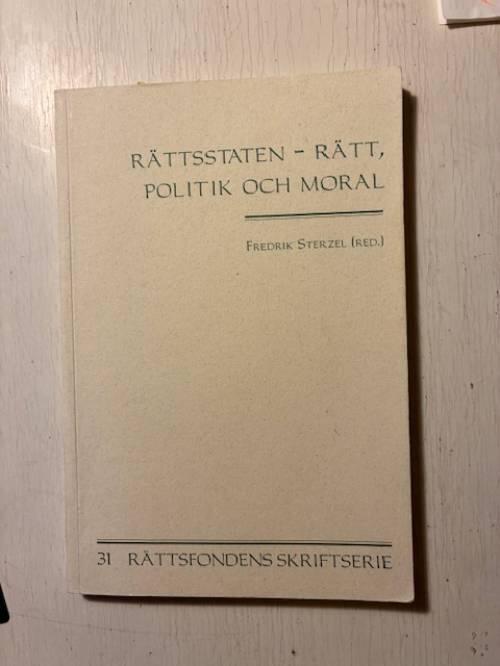 RÄTTSSTATEN – RÄTT,
POLITIK OCH MORAL
FREDRIK STERZEL (RED.)
31 RÄTTSFONDENS SKRIFTSERIE